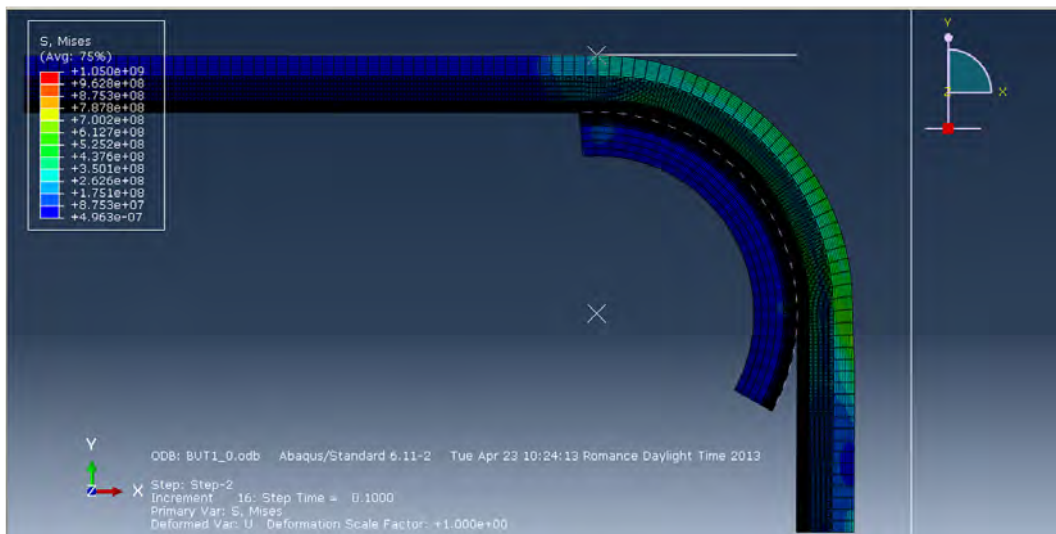 S, Mises
(Avg: 75%)
+1.050e+09
+9.628e+08
+8.753e+08
+7.878e+08
+7.002e+08
+6.127e+08
+5.252e+08
+4.376e+08
+3.501e+08
+2.626e+08
+1.751e+08
+8.753e+07
+4.963e-07
Y
Z
X
Y
Z
X
ODB: BUT1_0.odb Abaqus/Standard 6.11-2 Tue Apr 23 10:24:13 Romance Daylight Time 2013
Step: Step-2
Increment 16: Step Time = 0.1000
Primary Var: S, Mises
Deformed Var: U Deformation Scale Factor: +1.000e+00